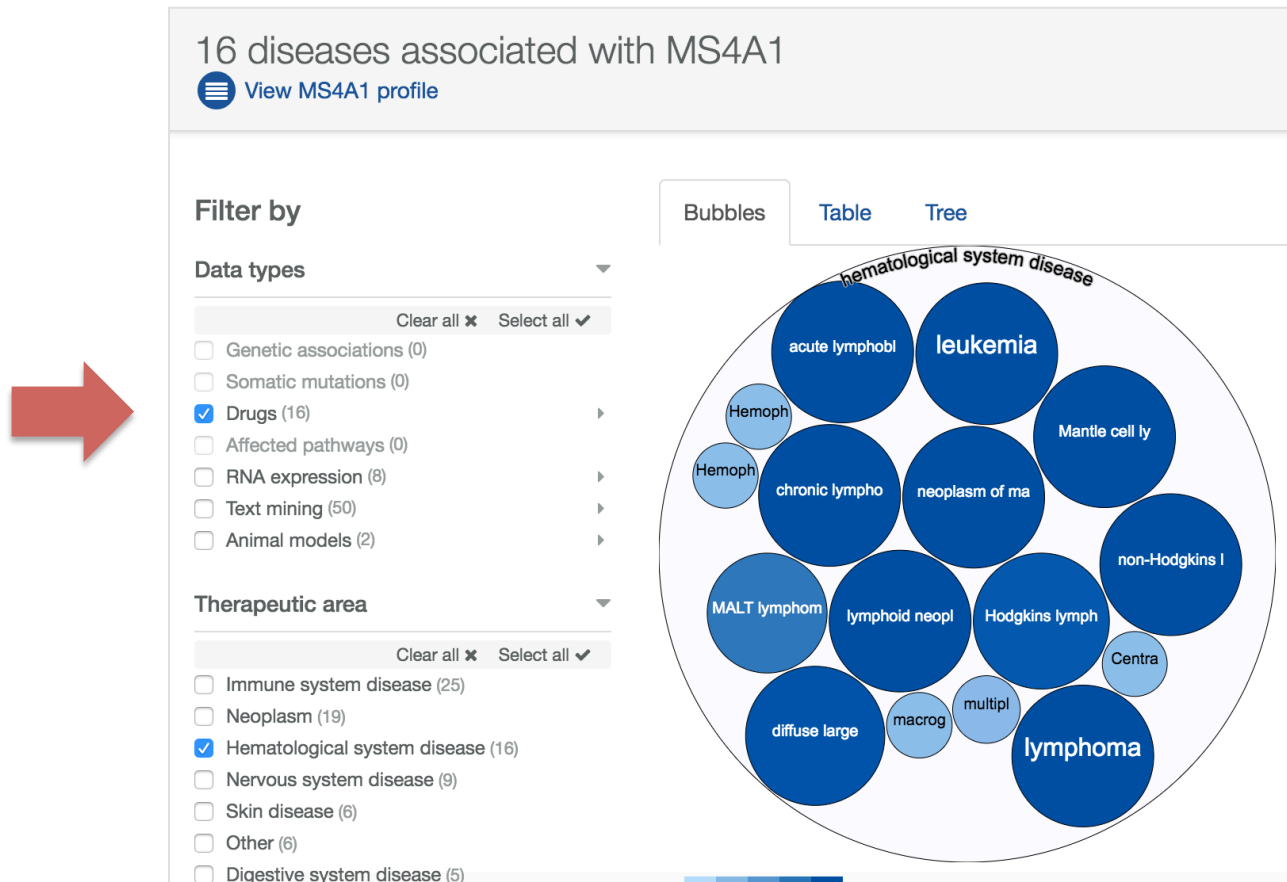 16 diseases associated with MS4A1
View MS4A1 profile
Filter by
Data types
Clear all ✖ Select all ✔
Genetic associations (0)
Somatic mutations (0)
Drugs (16)
Affected pathways (0)
RNA expression (8)
Text mining (50)
Animal models (2)
Therapeutic area
Clear all ✖ Select all ✔
Immune system disease (25)
Neoplasm (19)
Hematological system disease (16)
Nervous system disease (9)
Skin disease (6)
Other (6)
Digestive system disease (5)
Bubbles Table Tree
hematological system disease
acute lymphobl
leukemia
Hemoph
Mantle cell ly
Hemoph
chronic lympho
neoplasm of ma
non-Hodgkins l
MALT lymphom
lymphoid neopl
Hodgkins lymph
Centra
diffuse large
macrog
multipl
lymphoma